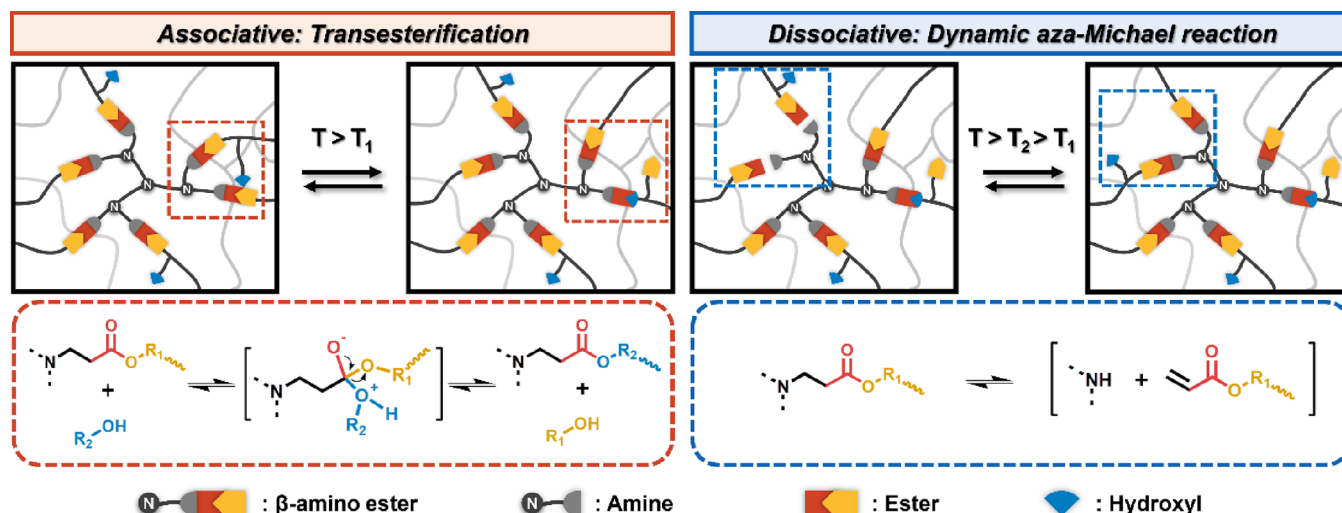 Associative: Transesterification
Dissociative: Dynamic aza-Michael reaction
N N N N
T > T₁
N N N N
N N N N
T > T₂ > T₁
N N N N
N O O R₁
+
R₂ OH
O⁻ O R₁ N O⁺ H R₂
N O O R₂
+
R₁ OH
N O O R₁
NH + O O R₁
N : β-amino ester
N : Amine
: Ester
: Hydroxyl